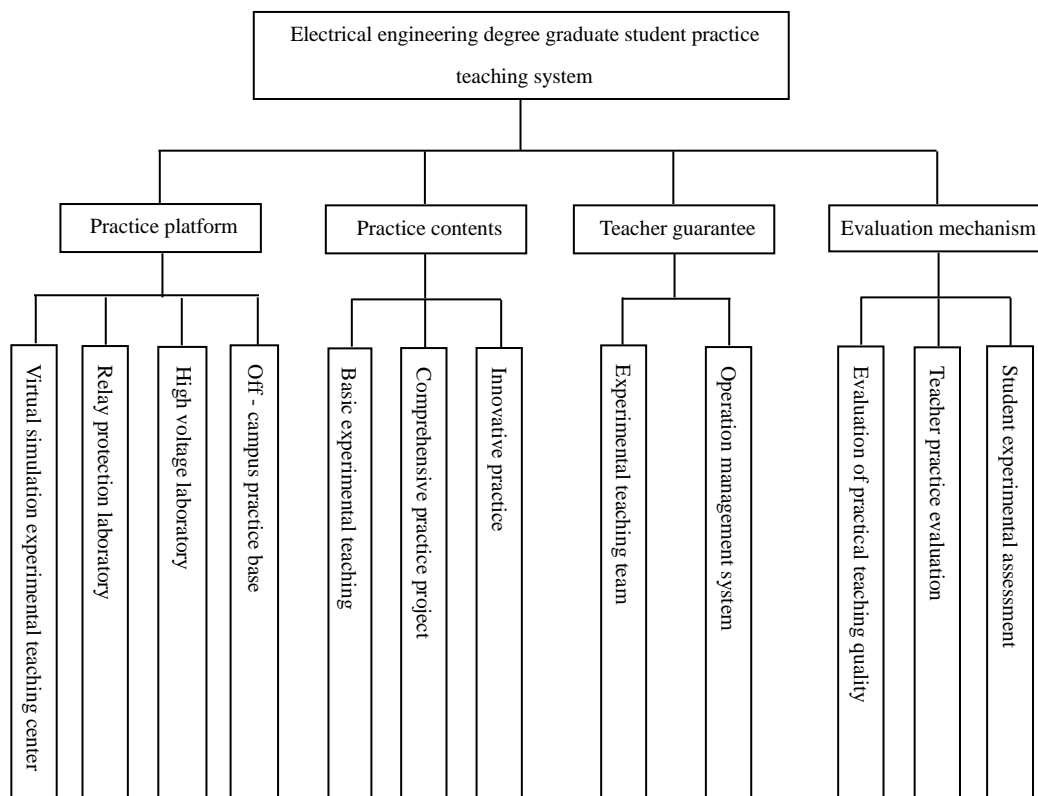 Electrical engineering degree graduate student practice
teaching system
Practice platform
Practice contents
Teacher guarantee
Evaluation mechanism
Virtual simulation experimental teaching center
Relay protection laboratory
High voltage laboratory
Off - campus practice base
Basic experimental teaching
Comprehensive practice project
Innovative practice
Experimental teaching team
Operation management system
Evaluation of practical teaching quality
Teacher practice evaluation
Student experimental assessment